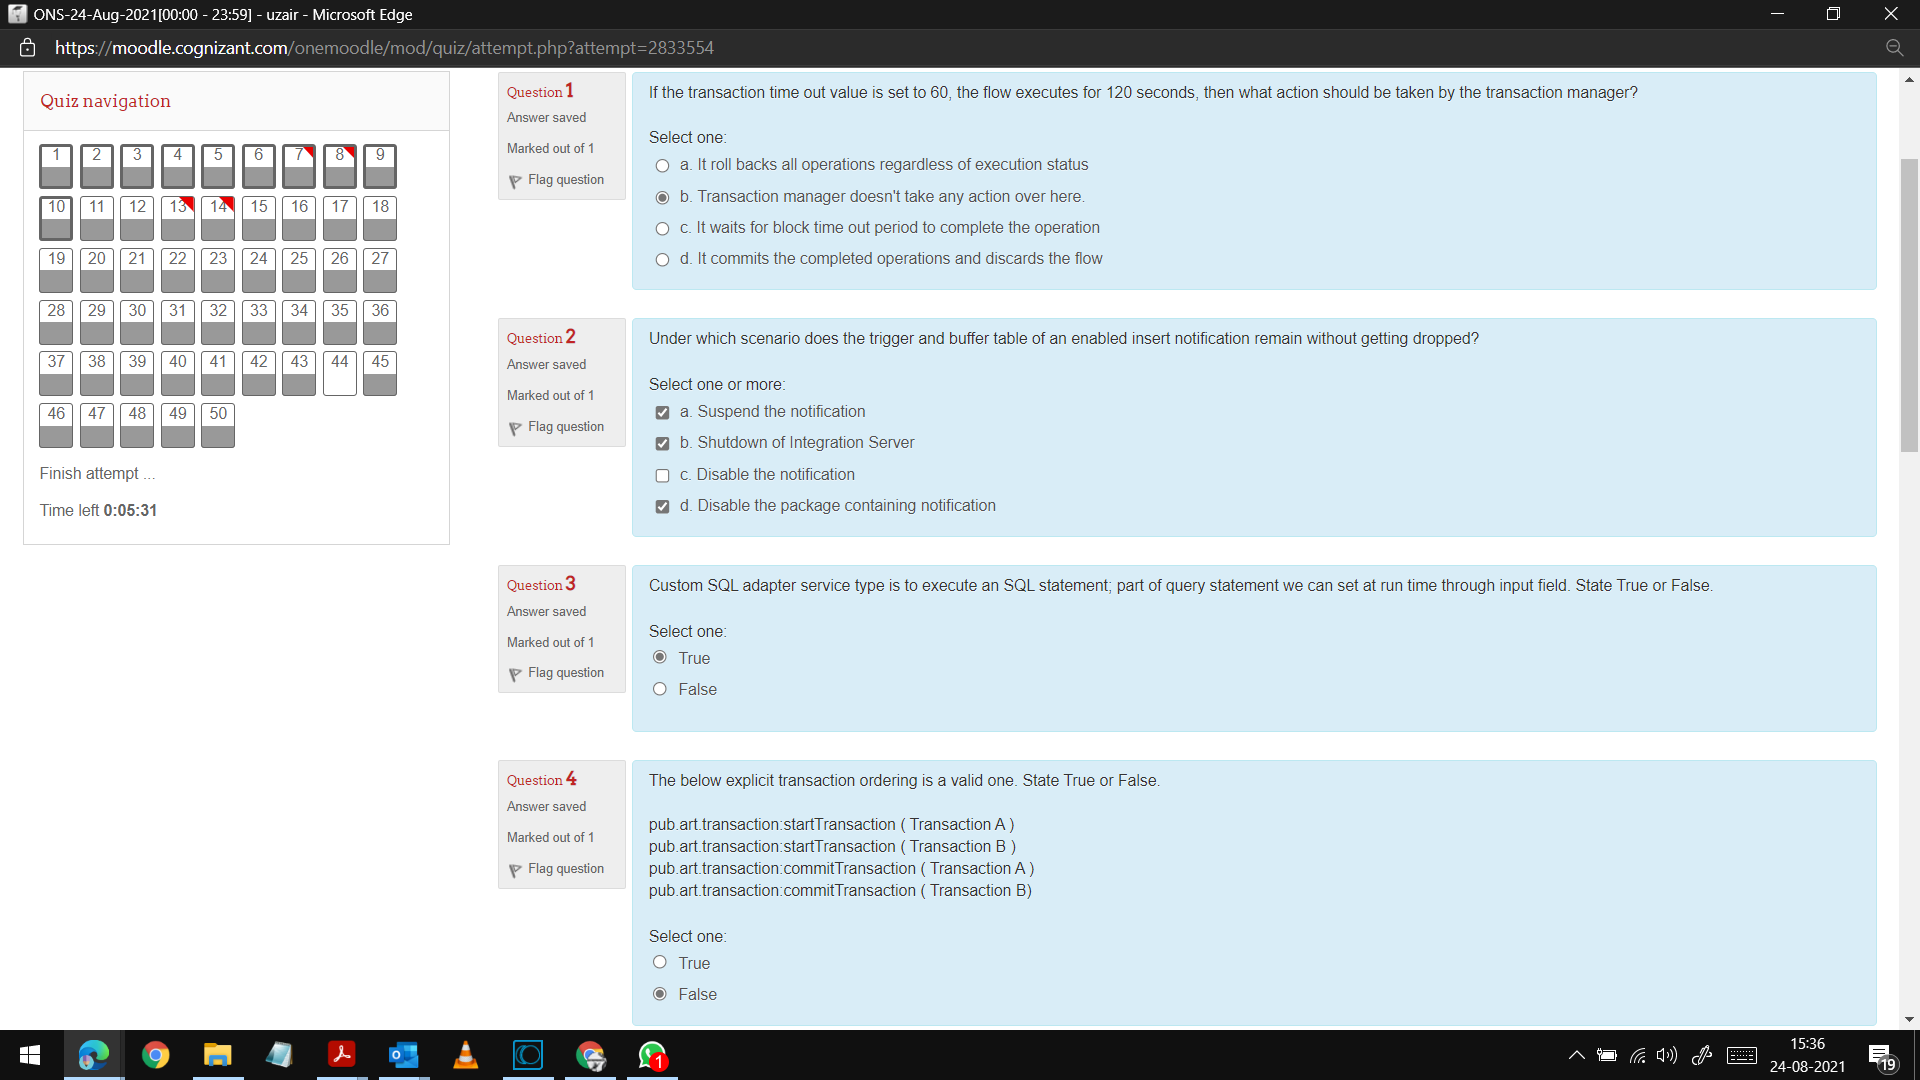 ONS-24-Aug-2021[00:00 - 23:59] - uzair - Microsoft Edge
https://moodle.cognizant.com/onemoodle/mod/quiz/attempt.php?attempt=2833554
Quiz navigation
1 2 3 4 5 6 7 8 9
10 11 12 13 14 15 16 17 18
19 20 21 22 23 24 25 26 27
28 29 30 31 32 33 34 35 36
37 38 39 40 41 42 43 44 45
46 47 48 49 50
Finish attempt ...
Time left 0:05:31
Question 1
Answer saved
Marked out of 1
Flag question
If the transaction time out value is set to 60, the flow executes for 120 seconds, then what action should be taken by the transaction manager?
Select one:
a. It roll backs all operations regardless of execution status
b. Transaction manager doesn't take any action over here.
c. It waits for block time out period to complete the operation
d. It commits the completed operations and discards the flow
Question 2
Answer saved
Marked out of 1
Flag question
Under which scenario does the trigger and buffer table of an enabled insert notification remain without getting dropped?
Select one or more:
a. Suspend the notification
b. Shutdown of Integration Server
c. Disable the notification
d. Disable the package containing notification
Question 3
Answer saved
Marked out of 1
Flag question
Custom SQL adapter service type is to execute an SQL statement; part of query statement we can set at run time through input field. State True or False.
Select one:
True
False
Question 4
Answer saved
Marked out of 1
Flag question
The below explicit transaction ordering is a valid one. State True or False.
pub.art.transaction:startTransaction ( Transaction A )
pub.art.transaction:startTransaction ( Transaction B )
pub.art.transaction:commitTransaction ( Transaction A )
pub.art.transaction:commitTransaction ( Transaction B)
Select one:
True
False
1
15:36
24-08-2021
19